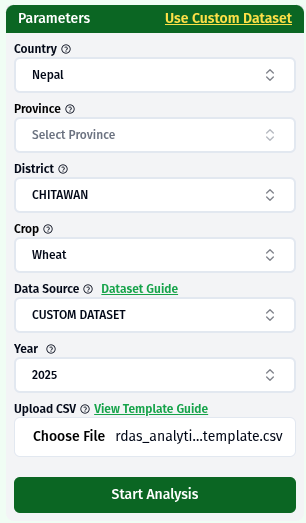 Parameters Use Custom Dataset
Country
Nepal
Province
Select Province
District
CHITAWAN
Crop
Wheat
Data Source Dataset Guide
CUSTOM DATASET
Year
2025
Upload CSV View Template Guide
Choose File rdas_analyti...template.csv
Start Analysis